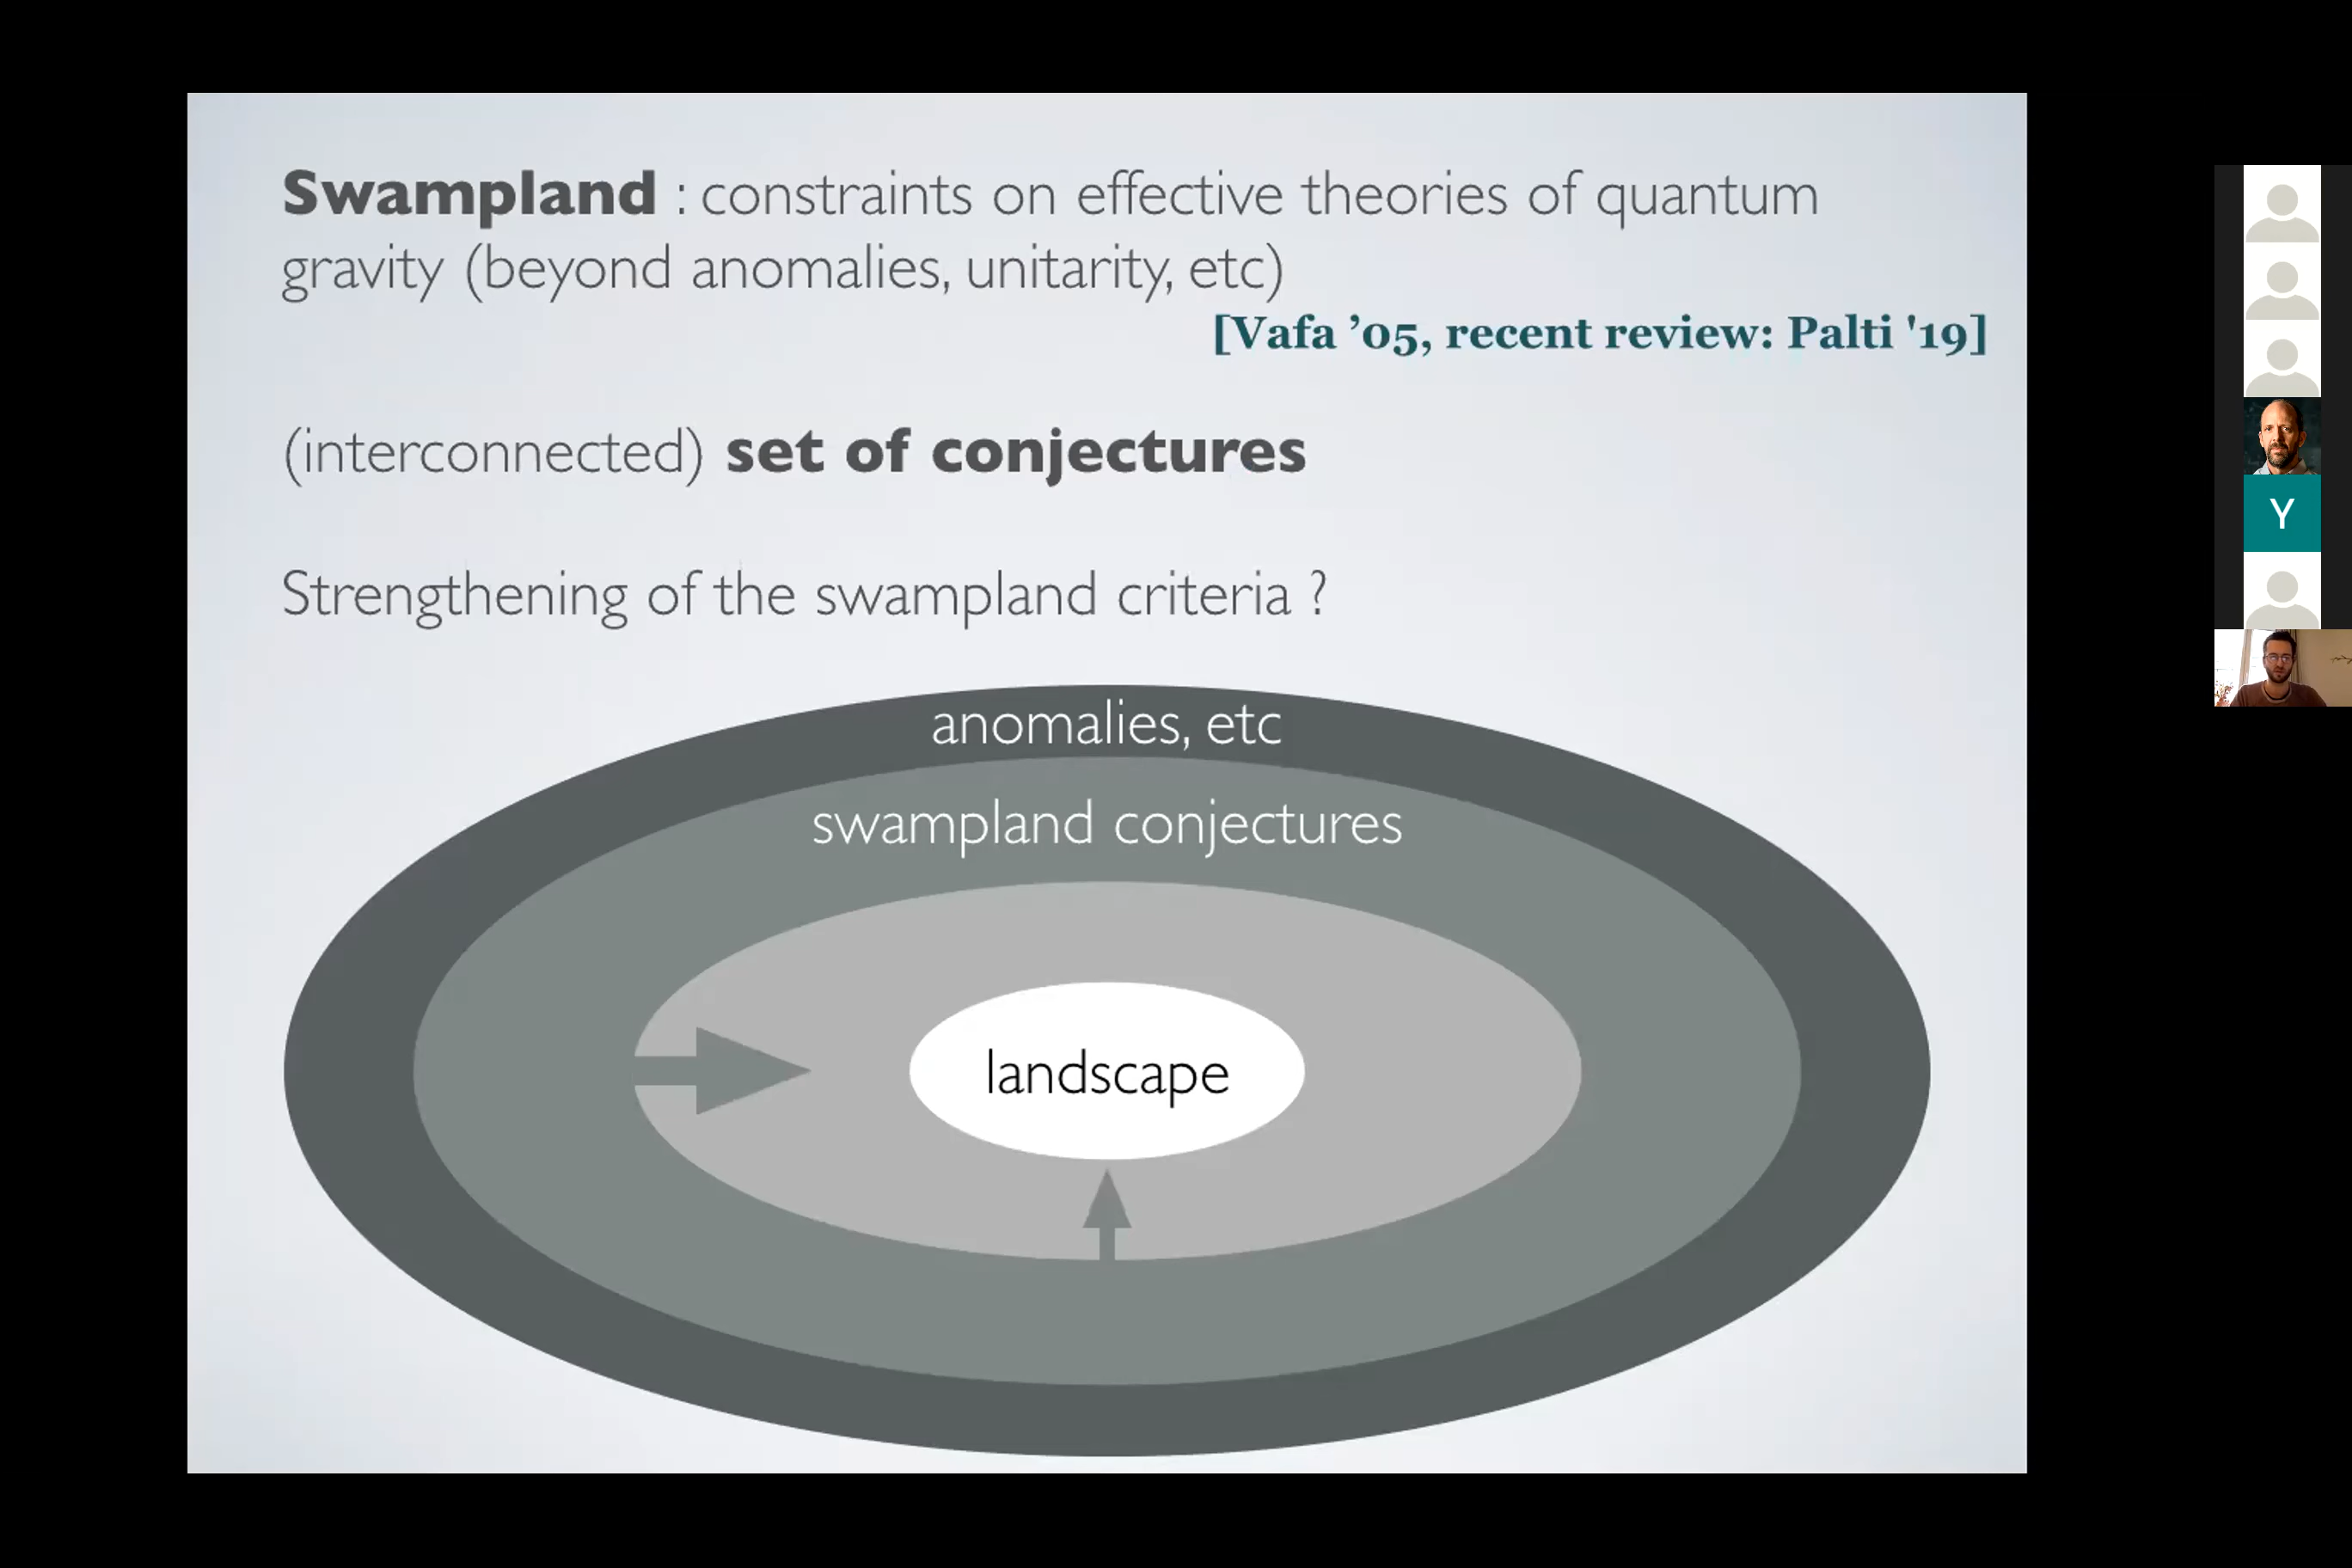 Swampland : constraints on effective theories of quantum
gravity (beyond anomalies, unitarity, etc)
[Vafa ’05, recent review: Palti '19]
(interconnected) set of conjectures
Strengthening of the swampland criteria ?
anomalies, etc
swampland conjectures
landscape
Y